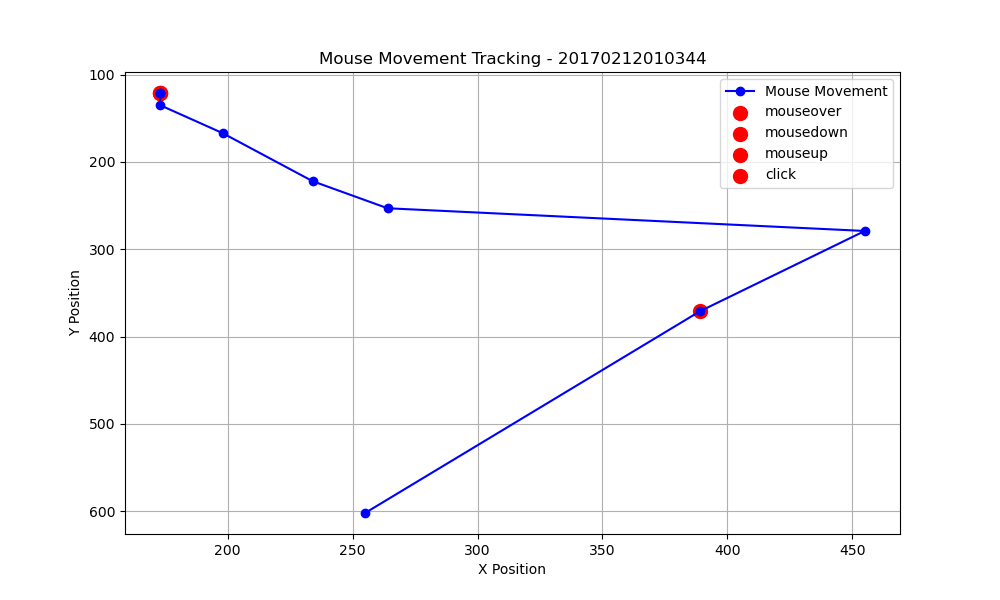 Mouse Movement Tracking - 20170212010344
Mouse Movement
mouseover
mousedown
mouseup
click
100
200
300
400
500
600
Y Position
200
250
300
350
400
450
X Position